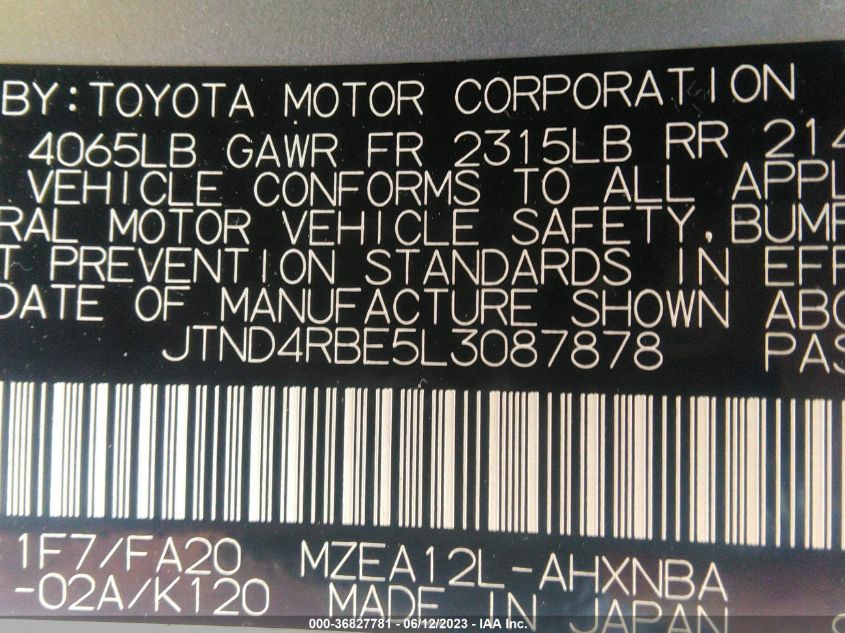 BY: TOYOTA MOTOR CORPORATION
4065LB GAWR FR 2315LB RR 214
VEHICLE CONFORMS TO ALL APPL
RAL MOTOR VEHICLE SAFETY, BUMP
T PREVENTION STANDARDS IN EFF
DATE OF MANUFACTURE SHOWN ABO
JTND4RBE5L3087878 PAS
1F7/FA20 MZEA12L-AHXNBA
-02A/K120 MADE IN JAPAN
000-36827781 - 06/12/2023 - IAA Inc.